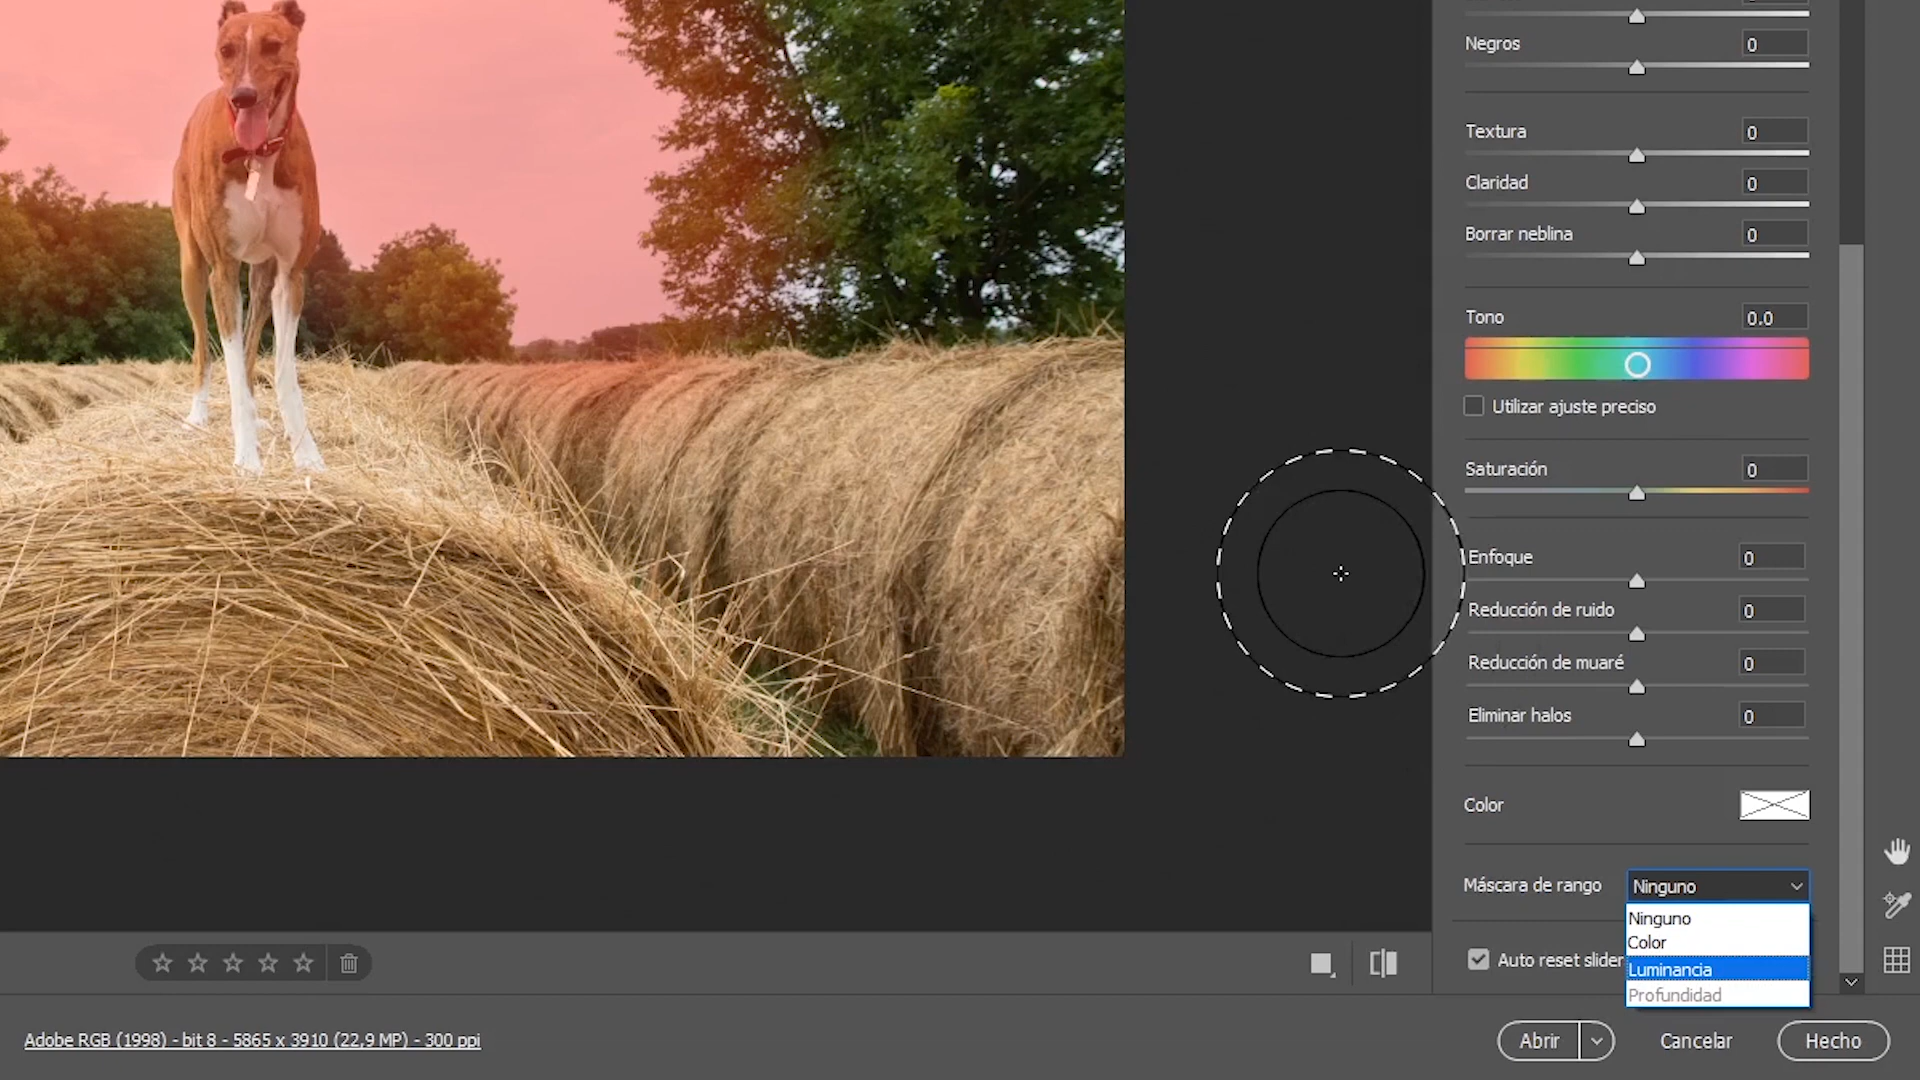 Negros
0
Textura
0
Claridad
0
Borrar neblina
0
Tono
0.0
Utilizar ajuste preciso
Saturación
0
Enfoque
0
Reducción de ruido
0
Reducción de muaré
0
Eliminar halos
0
Color
Máscara de rango
Ninguno
Ninguno
Color
Luminancia
Profundidad
Auto reset slider
Adobe RGB (1998) - bit 8 - 5865 x 3910 (22,9 MP) - 300 ppi
Abrir
Cancelar
Hecho